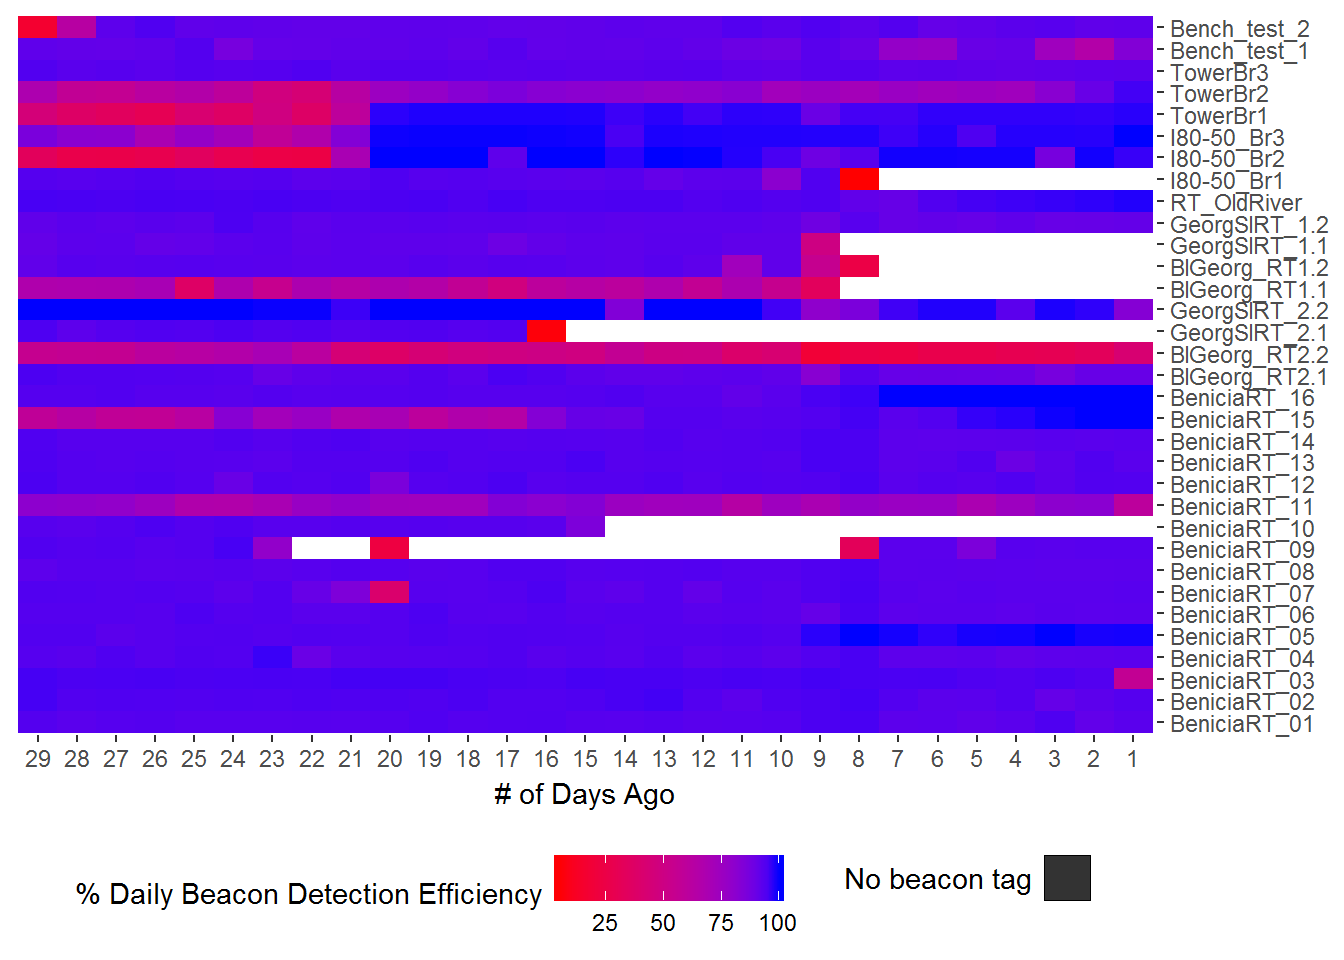 Bench_test_2
Bench_test_1
TowerBr3
TowerBr2
TowerBr1
I80-50_Br3
I80-50_Br2
I80-50_Br1
RT_OldRiver
GeorgSlRT_1.2
GeorgSlRT_1.1
BlGeorg_RT1.2
BlGeorg_RT1.1
GeorgSlRT_2.2
GeorgSlRT_2.1
BlGeorg_RT2.2
BlGeorg_RT2.1
BeniciaRT_16
BeniciaRT_15
BeniciaRT_14
BeniciaRT_13
BeniciaRT_12
BeniciaRT_11
BeniciaRT_10
BeniciaRT_09
BeniciaRT_08
BeniciaRT_07
BeniciaRT_06
BeniciaRT_05
BeniciaRT_04
BeniciaRT_03
BeniciaRT_02
BeniciaRT_01
29 28 27 26 25 24 23 22 21 20 19 18 17 16 15 14 13 12 11 10 9 8 7 6 5 4 3 2 1
# of Days Ago
% Daily Beacon Detection Efficiency
25 50 75 100
No beacon tag